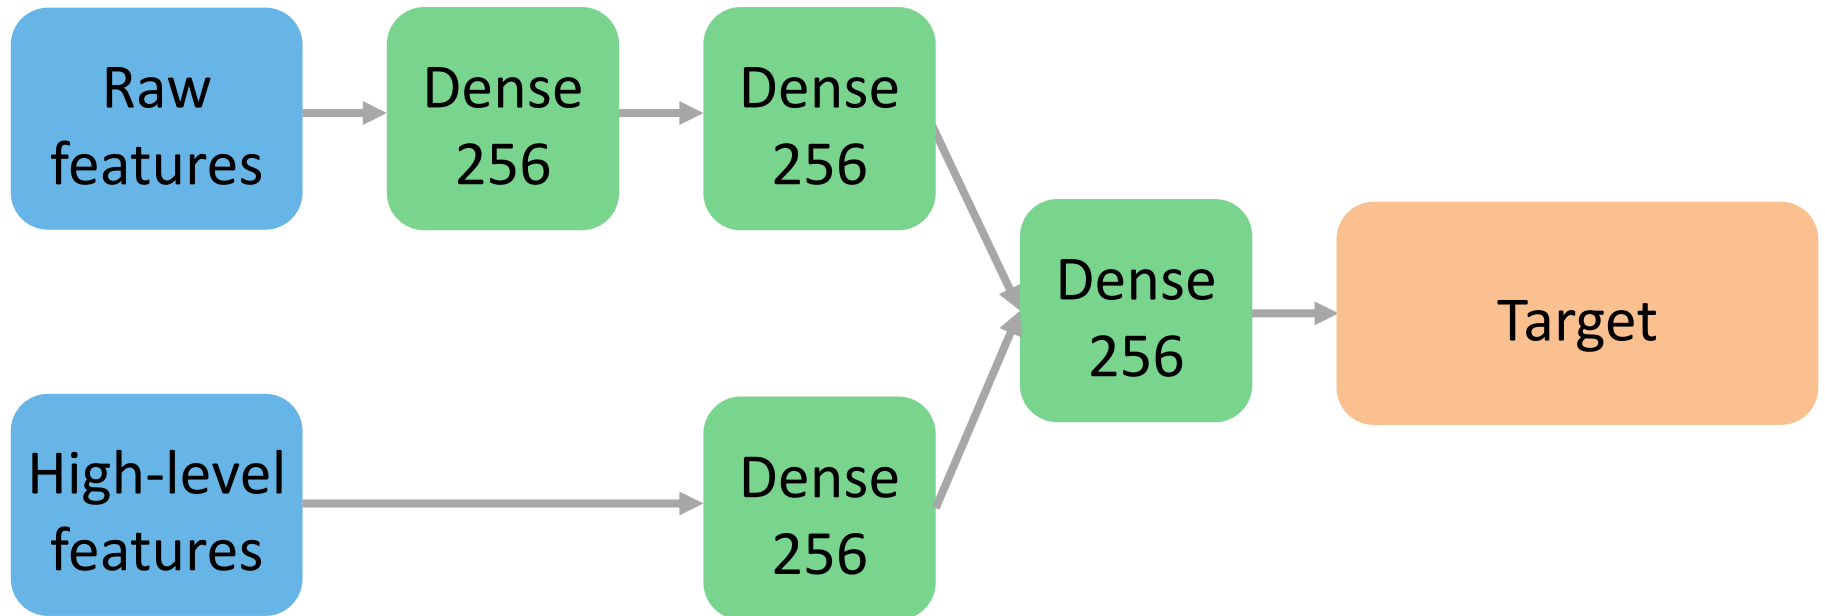 Raw
features
Dense
256
Dense
256
Dense
256
Target
High-level
features
Dense
256